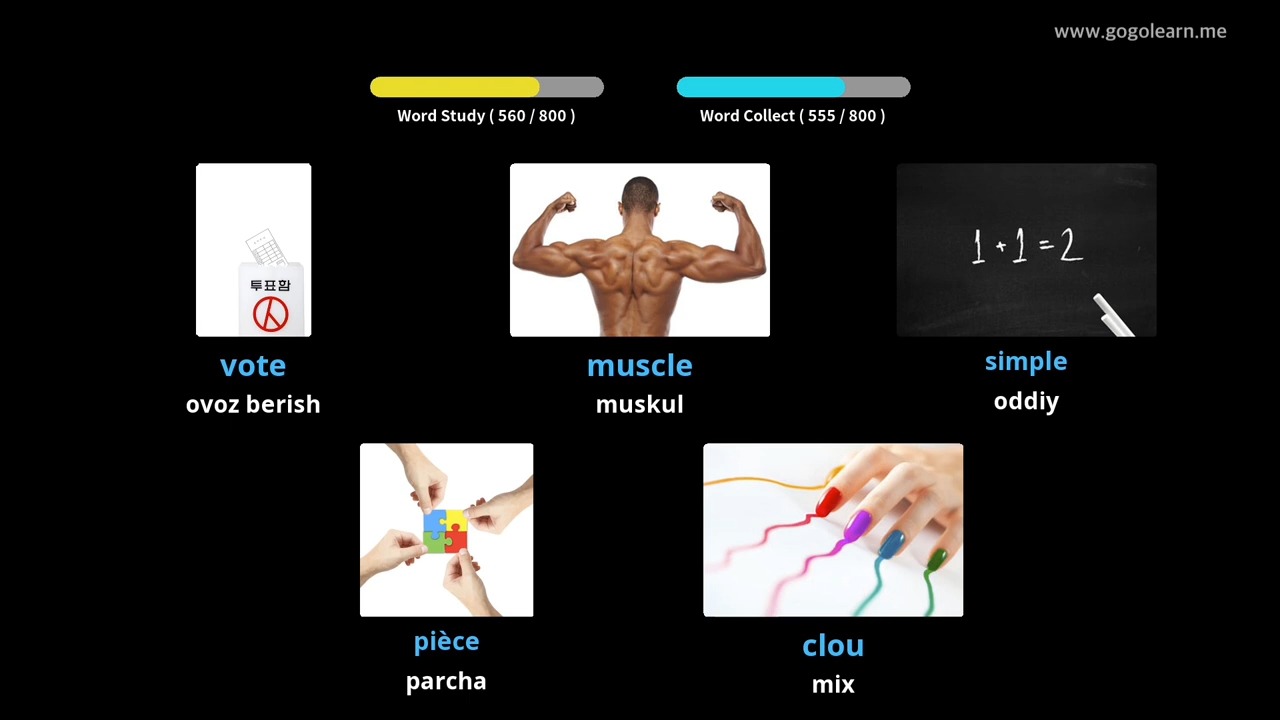 www.gogolearn.me
Word Study ( 560 / 800 )
Word Collect ( 555 / 800 )
투표함
1 + 1 = 2
vote
muscle
simple
ovoz berish
muskul
oddiy
pièce
clou
parcha
mix